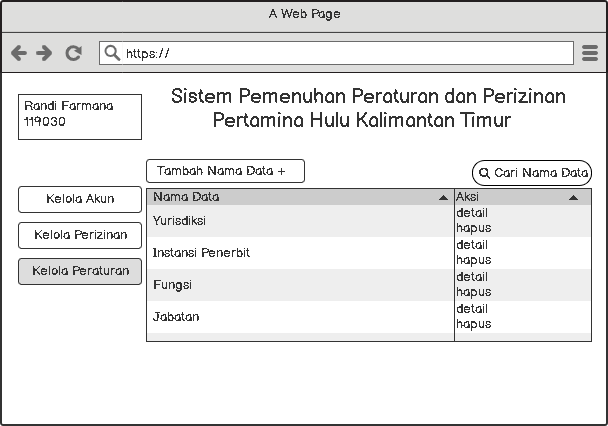 A Web Page
https://
Randi Farmana
119030
Sistem Pemenuhan Peraturan dan Perizinan
Pertamina Hulu Kalimantan Timur
Tambah Nama Data +
Cari Nama Data
Kelola Akun
Kelola Perizinan
Kelola Peraturan
Nama Data
Aksi
Yurisdiksi
detail
hapus
Instansi Penerbit
detail
hapus
Fungsi
detail
hapus
Jabatan
detail
hapus